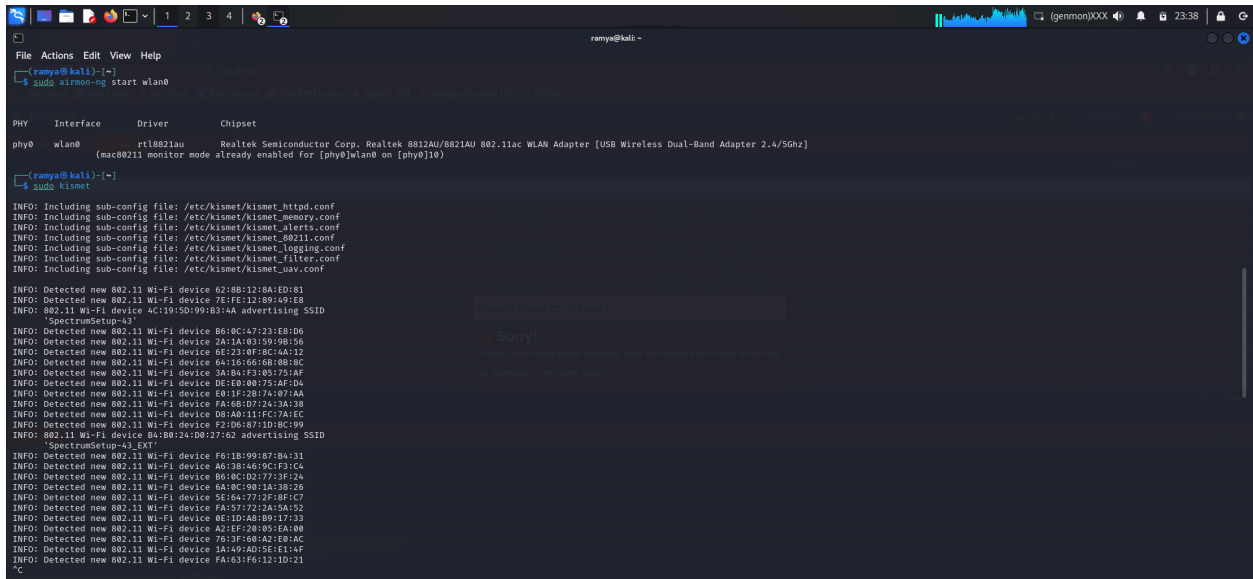 1 2 3 4
(genmon)XXX 23:38
ramya@kali: ~
File Actions Edit View Help
┌──(ramya㉿kali)-[~]
└─$ sudo airmon-ng start wlan0
PHY Interface Driver Chipset
phy0 wlan0 rtl8821au Realtek Semiconductor Corp. Realtek 8812AU/8821AU 802.11ac WLAN Adapter [USB Wireless Dual-Band Adapter 2.4/5Ghz]
(mac80211 monitor mode already enabled for [phy0]wlan0 on [phy0]10)
┌──(ramya㉿kali)-[~]
└─$ sudo kismet
INFO: Including sub-config file: /etc/kismet/kismet_httpd.conf
INFO: Including sub-config file: /etc/kismet/kismet_memory.conf
INFO: Including sub-config file: /etc/kismet/kismet_alerts.conf
INFO: Including sub-config file: /etc/kismet/kismet_80211.conf
INFO: Including sub-config file: /etc/kismet/kismet_logging.conf
INFO: Including sub-config file: /etc/kismet/kismet_filter.conf
INFO: Including sub-config file: /etc/kismet/kismet_uav.conf
INFO: Detected new 802.11 Wi-Fi device 62:8B:12:8A:ED:81
INFO: Detected new 802.11 Wi-Fi device 7E:FE:12:89:49:E8
INFO: 802.11 Wi-Fi device 4C:19:5D:99:B3:4A advertising SSID
'SpectrumSetup-43'
INFO: Detected new 802.11 Wi-Fi device B6:0C:47:23:E8:D6
INFO: Detected new 802.11 Wi-Fi device 2A:1A:03:59:9B:56
INFO: Detected new 802.11 Wi-Fi device 6E:23:0F:8C:4A:12
INFO: Detected new 802.11 Wi-Fi device 64:16:66:6B:0B:8C
INFO: Detected new 802.11 Wi-Fi device 3A:B4:F3:05:75:AF
INFO: Detected new 802.11 Wi-Fi device DE:E0:00:75:AF:D4
INFO: Detected new 802.11 Wi-Fi device E0:1F:2B:74:07:AA
INFO: Detected new 802.11 Wi-Fi device FA:6B:D7:24:3A:38
INFO: Detected new 802.11 Wi-Fi device D8:A0:11:FC:7A:EC
INFO: Detected new 802.11 Wi-Fi device F2:D6:87:1D:BC:99
INFO: 802.11 Wi-Fi device B4:B0:24:D0:27:62 advertising SSID
'SpectrumSetup-43_EXT'
INFO: Detected new 802.11 Wi-Fi device F6:1B:99:87:B4:31
INFO: Detected new 802.11 Wi-Fi device A6:38:46:9C:F3:C4
INFO: Detected new 802.11 Wi-Fi device B6:0C:D2:77:3F:24
INFO: Detected new 802.11 Wi-Fi device 6A:0C:90:1A:38:26
INFO: Detected new 802.11 Wi-Fi device 5E:64:77:2F:8F:C7
INFO: Detected new 802.11 Wi-Fi device FA:57:72:2A:5A:52
INFO: Detected new 802.11 Wi-Fi device 0E:1D:A8:B9:17:33
INFO: Detected new 802.11 Wi-Fi device A2:EF:20:05:EA:00
INFO: Detected new 802.11 Wi-Fi device 76:3F:60:A2:E0:AC
INFO: Detected new 802.11 Wi-Fi device 1A:49:AD:5E:E1:4F
INFO: Detected new 802.11 Wi-Fi device FA:63:F6:12:1D:21
^C
Sorry!